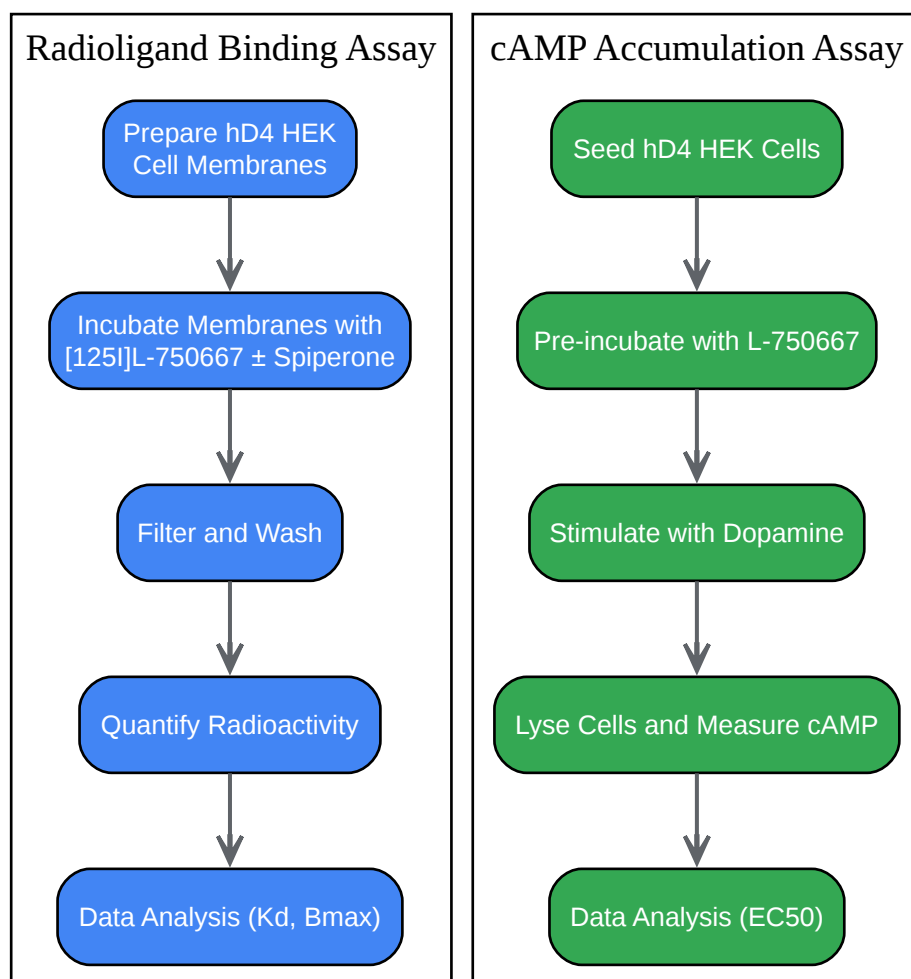 Radioligand Binding Assay
Prepare hD4 HEK
Cell Membranes
Incubate Membranes with
[125I]L-750667 ± Spiperone
Filter and Wash
Quantify Radioactivity
Data Analysis (Kd, Bmax)
cAMP Accumulation Assay
Seed hD4 HEK Cells
Pre-incubate with L-750667
Stimulate with Dopamine
Lyse Cells and Measure cAMP
Data Analysis (EC50)